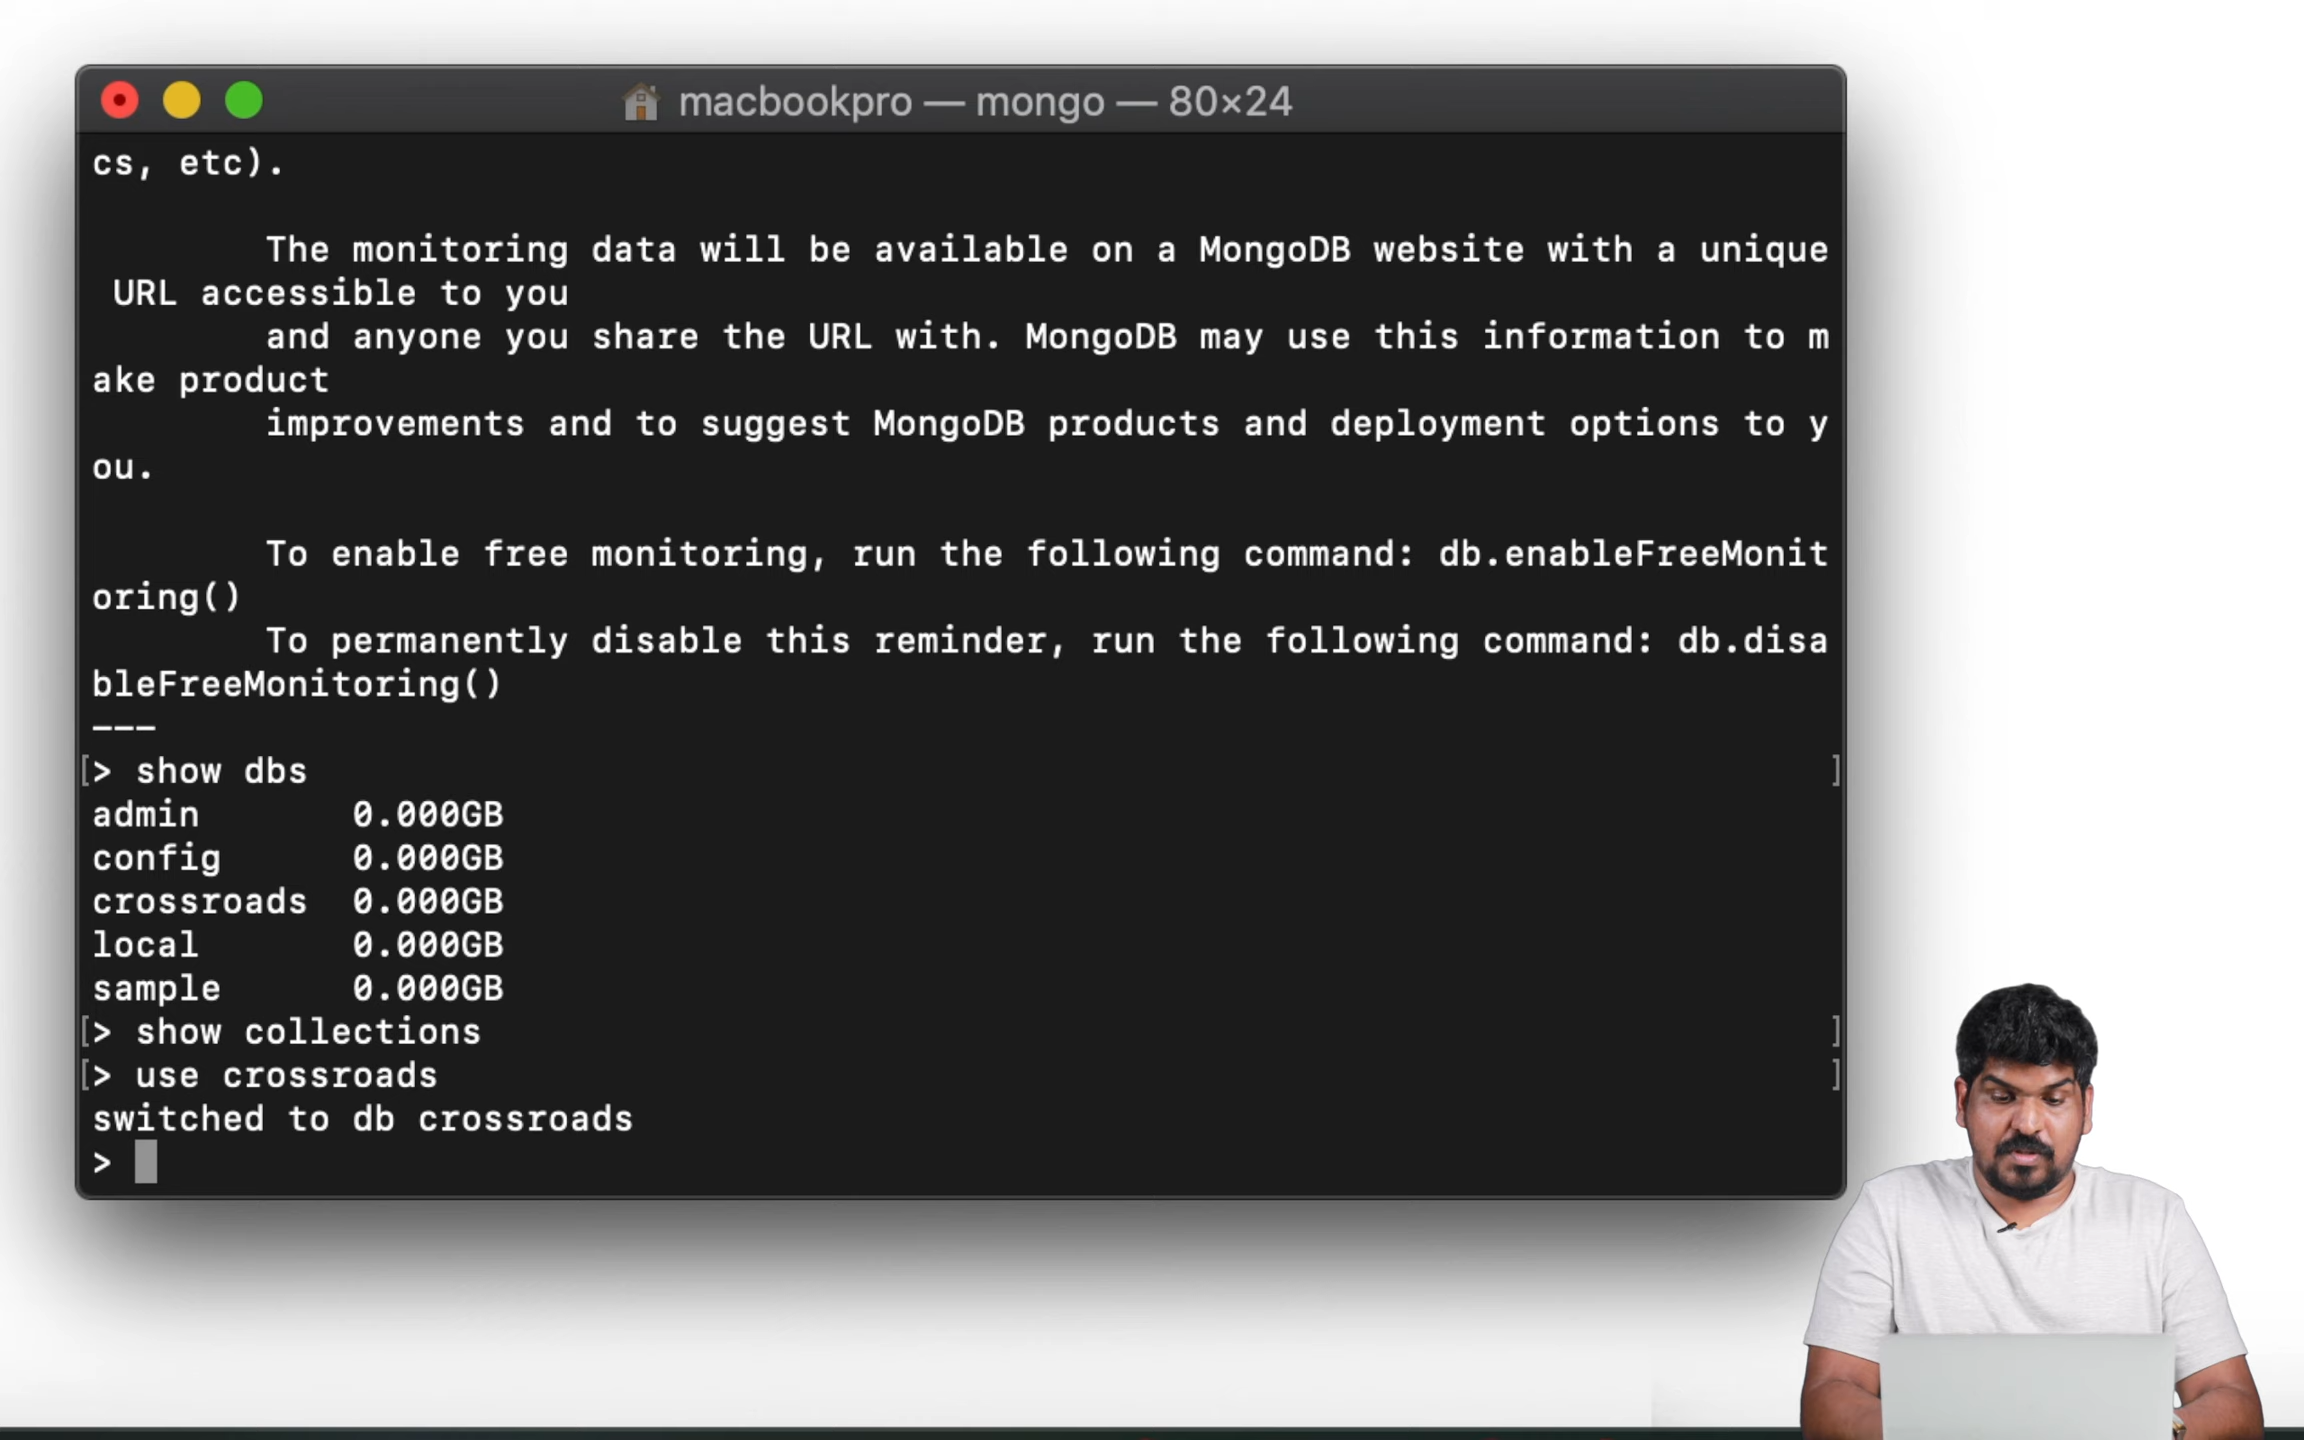 macbookpro — mongo — 80×24
cs, etc).
The monitoring data will be available on a MongoDB website with a unique
URL accessible to you
and anyone you share the URL with. MongoDB may use this information to m
ake product
improvements and to suggest MongoDB products and deployment options to y
ou.
To enable free monitoring, run the following command: db.enableFreeMonit
oring()
To permanently disable this reminder, run the following command: db.disa
bleFreeMonitoring()
---
[> show dbs ]
admin 0.000GB
config 0.000GB
crossroads 0.000GB
local 0.000GB
sample 0.000GB
[> show collections ]
[> use crossroads ]
switched to db crossroads
>